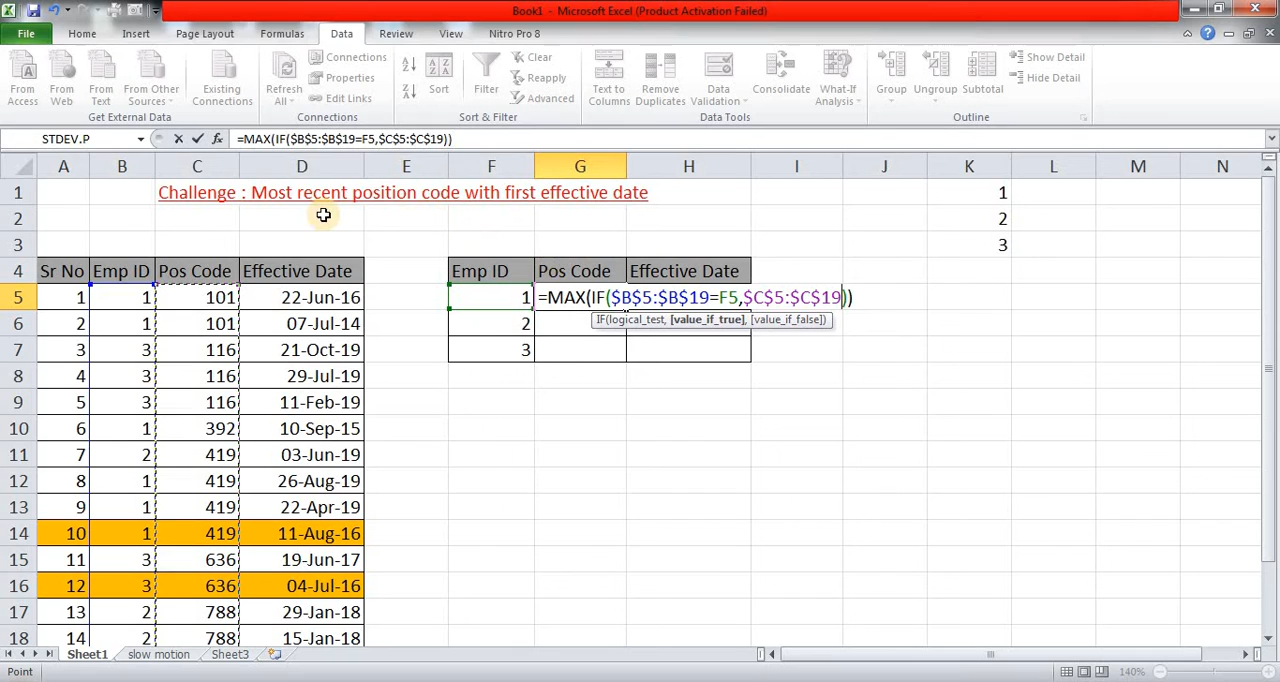 Book1 - Microsoft Excel (Product Activation Failed)
File Home Insert Page Layout Formulas Data Review View Nitro Pro 8
From Access
From Web
From Text
From Other Sources
Existing Connections
Get External Data
Refresh All
Connections
Properties
Edit Links
Connections
Sort
Filter
Clear
Reapply
Advanced
Sort & Filter
Text to Columns
Remove Duplicates
Data Validation
Consolidate
What-If Analysis
Data Tools
Group
Ungroup
Subtotal
Show Detail
Hide Detail
Outline
STDEV.P fx =MAX(IF($B$5:$B$19=F5,$C$5:$C$19))
A B C D E F G H I J K L M N
1 Challenge : Most recent position code with first effective date 1
2 2
3 3
4 Sr No Emp ID Pos Code Effective Date Emp ID Pos Code Effective Date
5 1 1 101 22-Jun-16 1 =MAX(IF($B$5:$B$19=F5,$C$5:$C$19))
IF(logical_test, [value_if_true], [value_if_false])
6 2 1 101 07-Jul-14 2
7 3 3 116 21-Oct-19 3
8 4 3 116 29-Jul-19
9 5 3 116 11-Feb-19
10 6 1 392 10-Sep-15
11 7 2 419 03-Jun-19
12 8 1 419 26-Aug-19
13 9 1 419 22-Apr-19
14 10 1 419 11-Aug-16
15 11 3 636 19-Jun-17
16 12 3 636 04-Jul-16
17 13 2 788 29-Jan-18
18 14 2 788 15-Jan-18
Sheet1 slow motion Sheet3
Point 140%